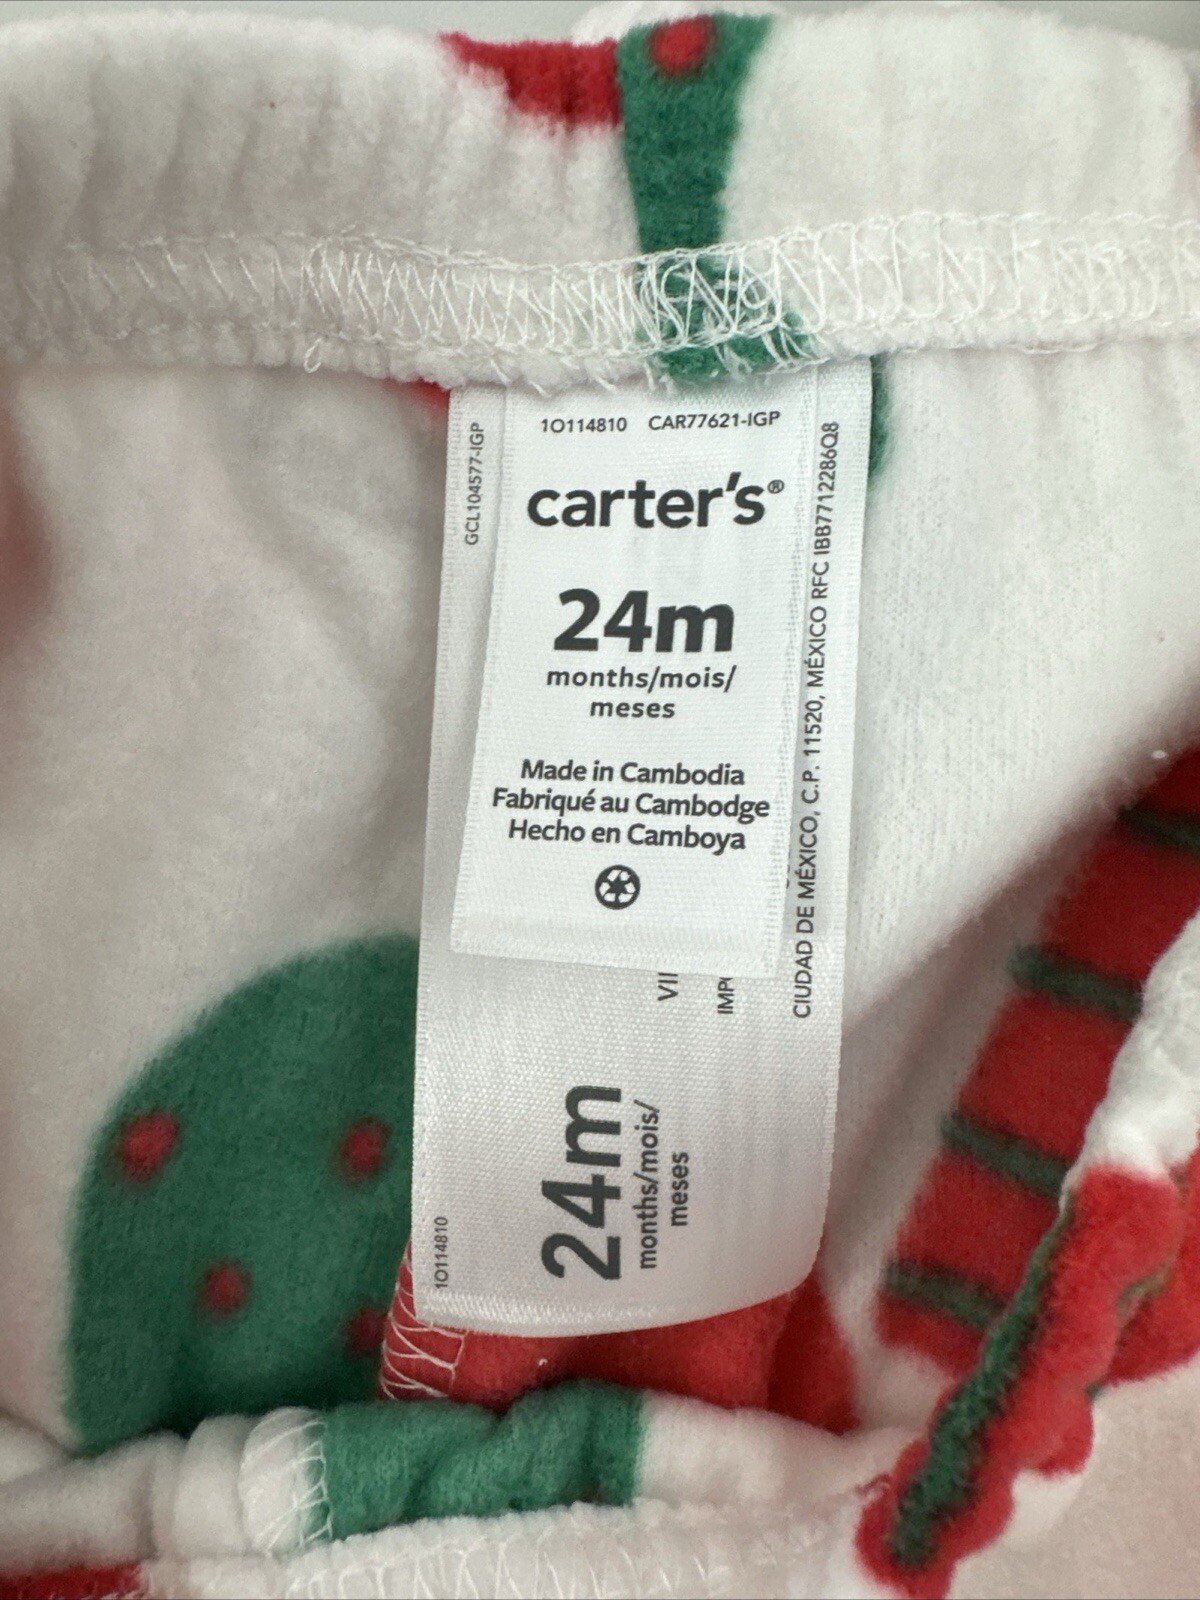 1O114810 CAR77621-IGP
carter's®
24m
months/mois/
meses
Made in Cambodia
Fabriqué au Cambodge
Hecho en Camboya
GCL104577-IGP
CIUDAD DE MÉXICO, C.P. 11520, MÉXICO RFC IBB7712286Q8
24m
months/mois/
meses
1O114810